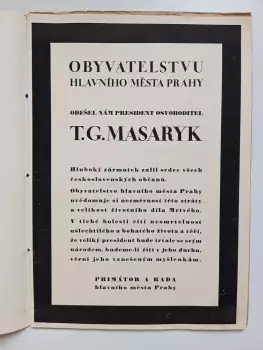 OBYVATELSTVU
HLAVNÍHO MĚSTA PRAHY
ODEŠEL NÁM PRESIDENT OSVOBODITEL
T. G. MASARYK
Hluboký zármutek zalil srdce všech
československých občanů.
Obyvatelstvo hlavního města Prahy
uvědomuje si nezměrnost této ztráty
a velikost životního díla Mrtvého.
V tiché bolesti ctí nesmrtelnost
ušlechtilého a bohatého života a věří,
že veliký president bude trvale se svým
národem, budeme-li žíti v jeho duchu,
věrni jeho vznešeným myšlenkám.
PRIMÁTOR A RADA
hlavního města Prahy